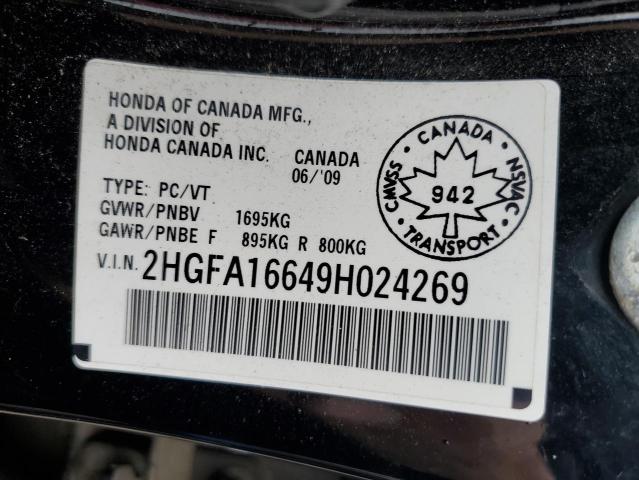 HONDA OF CANADA MFG.,
A DIVISION OF
HONDA CANADA INC. CANADA
06/'09
TYPE: PC/VT
GVWR/PNBV 1695KG
GAWR/PNBE F 895KG R 800KG
V.I.N. 2HGFA16649H024269
CANADA
CMVSS
NSVAC
942
TRANSPORT